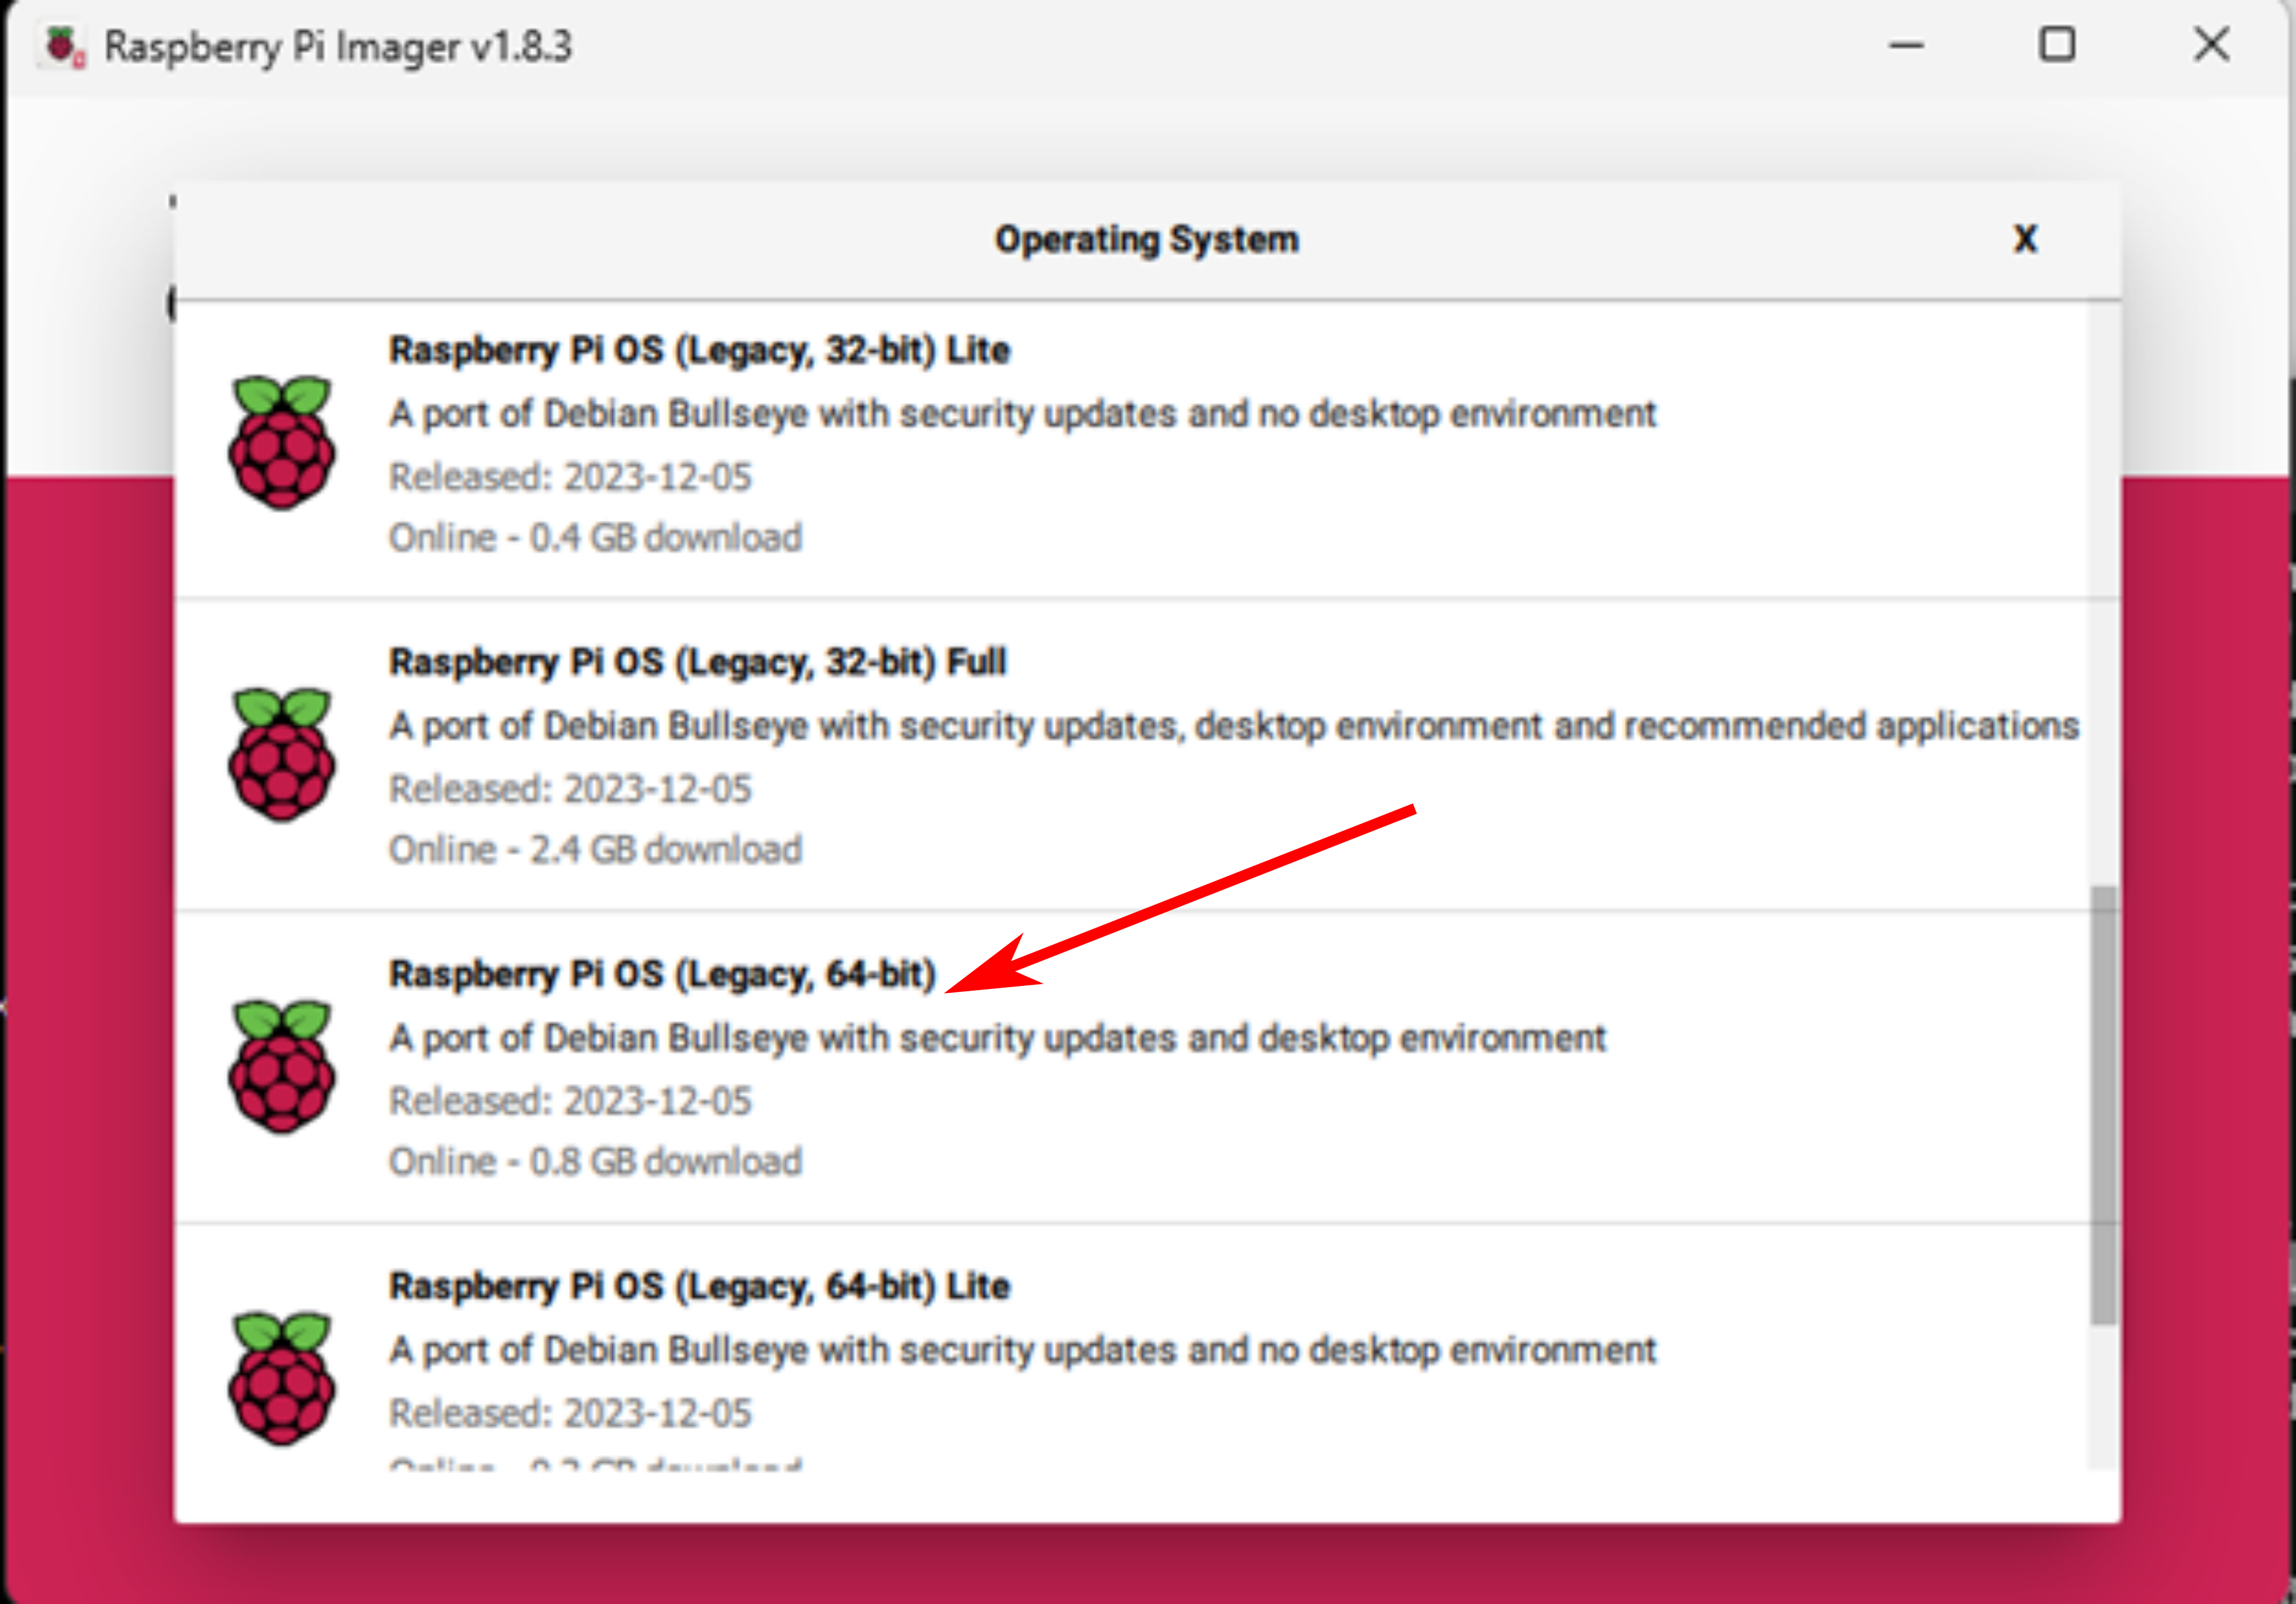 Raspberry Pi Imager v1.8.3
Operating System
X
Raspberry Pi OS (Legacy, 32-bit) Lite
A port of Debian Bullseye with security updates and no desktop environment
Released: 2023-12-05
Online - 0.4 GB download
Raspberry Pi OS (Legacy, 32-bit) Full
A port of Debian Bullseye with security updates, desktop environment and recommended applications
Released: 2023-12-05
Online - 2.4 GB download
Raspberry Pi OS (Legacy, 64-bit)
A port of Debian Bullseye with security updates and desktop environment
Released: 2023-12-05
Online - 0.8 GB download
Raspberry Pi OS (Legacy, 64-bit) Lite
A port of Debian Bullseye with security updates and no desktop environment
Released: 2023-12-05